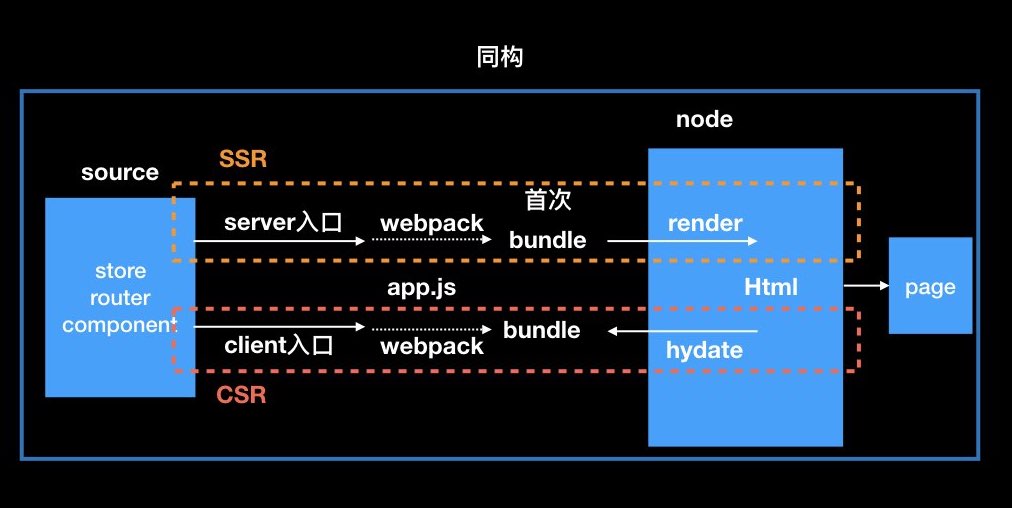 同构
node
SSR
source
首次
server入口
webpack
bundle
render
store
router
component
app.js
Html
page
client入口
webpack
bundle
hydate
CSR